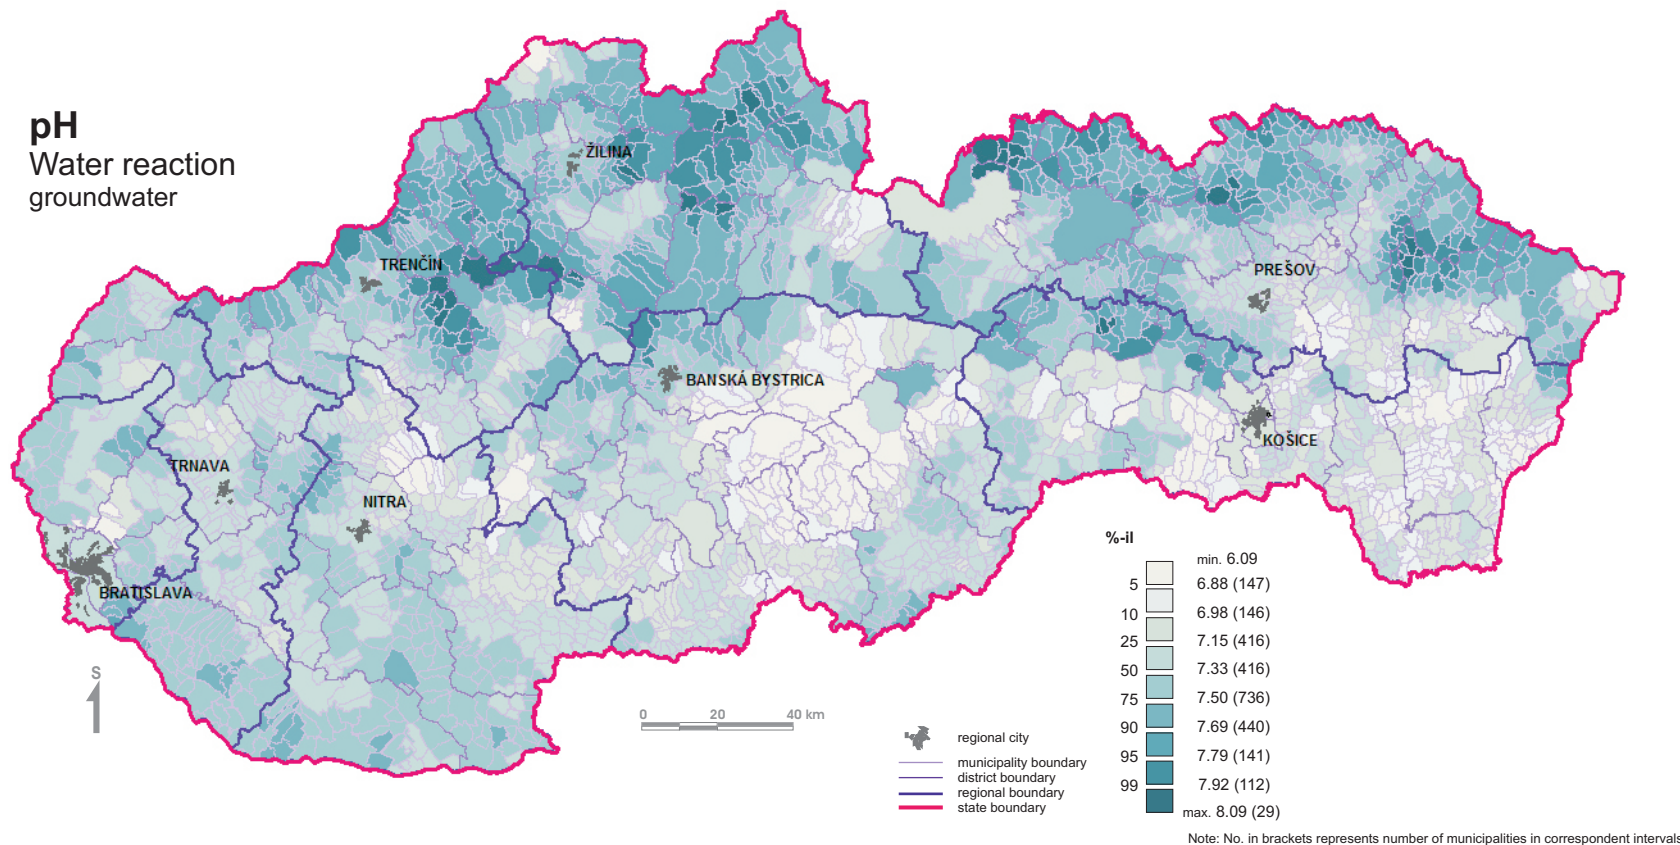 pH
Water reaction
groundwater
ŽILINA
TRENČÍN
PREŠOV
BANSKÁ BYSTRICA
KOŠICE
TRNAVA
NITRA
BRATISLAVA
S
0 20 40 km
regional city
municipality boundary
district boundary
regional boundary
state boundary
%-il
min. 6.09
5 6.88 (147)
10 6.98 (146)
25 7.15 (416)
50 7.33 (416)
75 7.50 (736)
90 7.69 (440)
95 7.79 (141)
99 7.92 (112)
max. 8.09 (29)
Note: No. in brackets represents number of municipalities in correspondent intervals